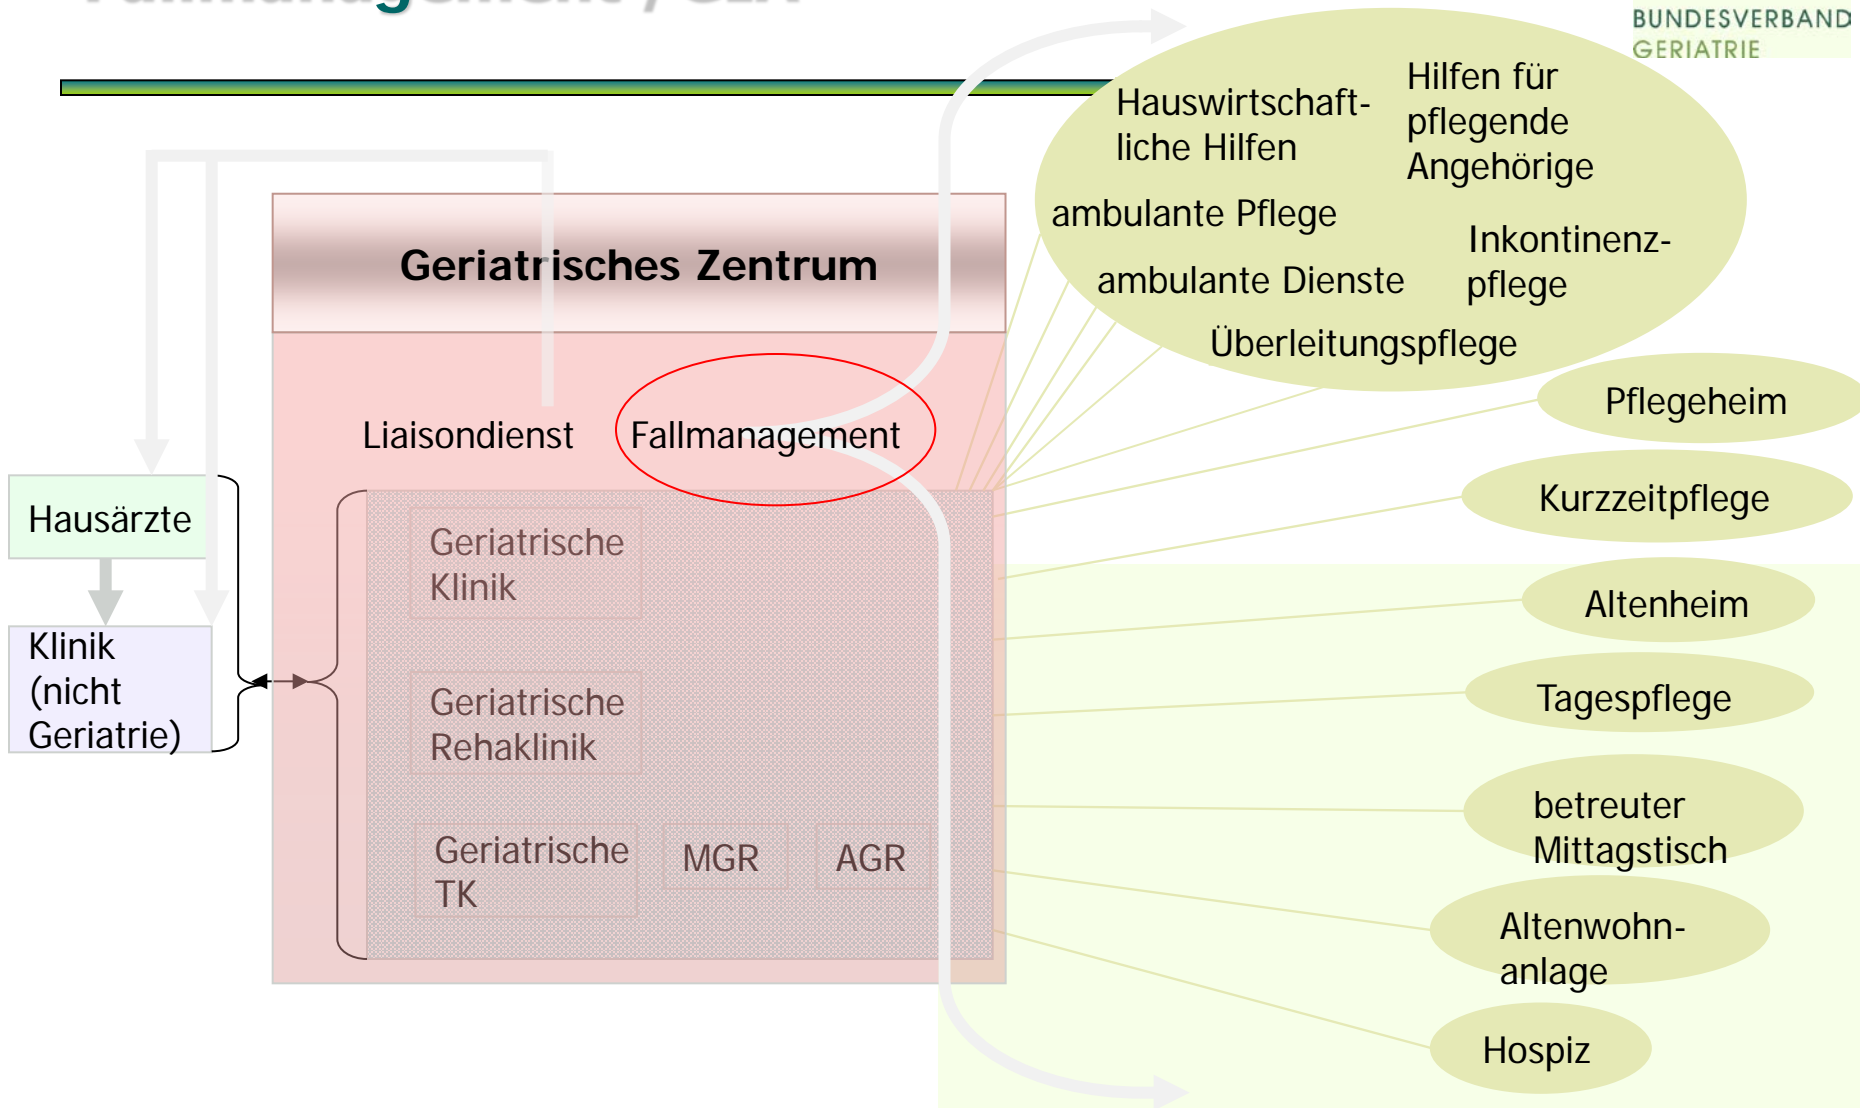 BUNDESVERBAND
GERIATRIE
Hauswirtschaft-
liche Hilfen
Hilfen für
pflegende
Angehörige
ambulante Pflege
Inkontinenz-
pflege
ambulante Dienste
Überleitungspflege
Geriatrisches Zentrum
Liaisondienst
Fallmanagement
Hausärzte
Klinik
(nicht
Geriatrie)
Geriatrische
Klinik
Geriatrische
Rehaklinik
Geriatrische
TK
MGR
AGR
Pflegeheim
Kurzzeitpflege
Altenheim
Tagespflege
betreuter
Mittagstisch
Altenwohn-
anlage
Hospiz